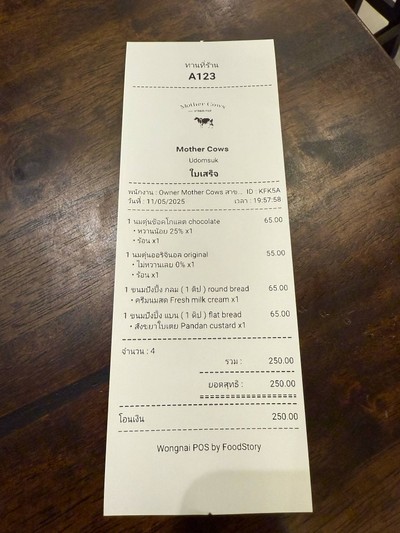 ทานที่ร้าน
A123
Mother Cows
Mother Cows
Udomsuk
ใบเสร็จ
พนักงาน : Owner Mother Cows สาข... ID : KFK5A
วันที่ : 11/05/2025 เวลา : 19:57:58
1 นมตุ๋นช็อคโกแลต chocolate 65.00
• หวานน้อย 25% x1
• ร้อน x1
1 นมตุ๋นออริจินอล original 55.00
• ไม่หวานเลย 0% x1
• ร้อน x1
1 ขนมปังปิ้ง กลม ( 1 ดิป ) round bread 65.00
• ครีมนมสด Fresh milk cream x1
1 ขนมปังปิ้ง แบน ( 1 ดิป ) flat bread 65.00
• สังขยาใบเตย Pandan custard x1
จำนวน : 4
รวม : 250.00
ยอดสุทธิ : 250.00
โอนเงิน 250.00
Wongnai POS by FoodStory